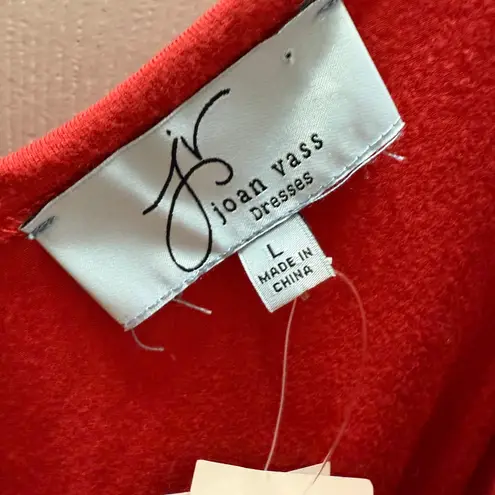 jv
joan vass
Dresses
L
MADE IN
CHINA